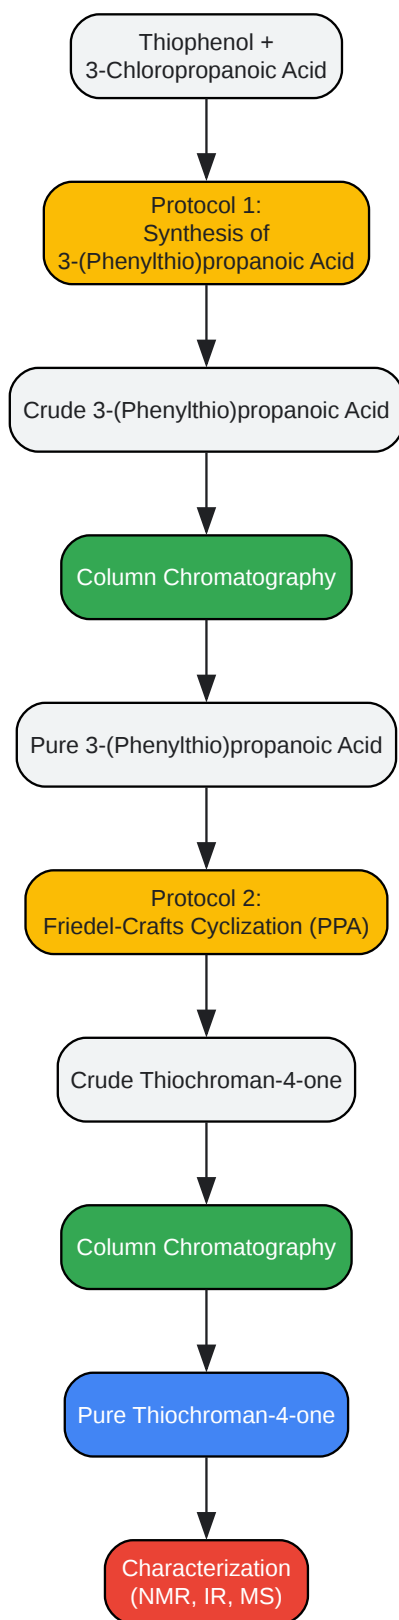 Thiophenol +
3-Chloropropanoic Acid
Protocol 1:
Synthesis of
3-(Phenylthio)propanoic Acid
Crude 3-(Phenylthio)propanoic Acid
Column Chromatography
Pure 3-(Phenylthio)propanoic Acid
Protocol 2:
Friedel-Crafts Cyclization (PPA)
Crude Thiochroman-4-one
Column Chromatography
Pure Thiochroman-4-one
Characterization
(NMR, IR, MS)